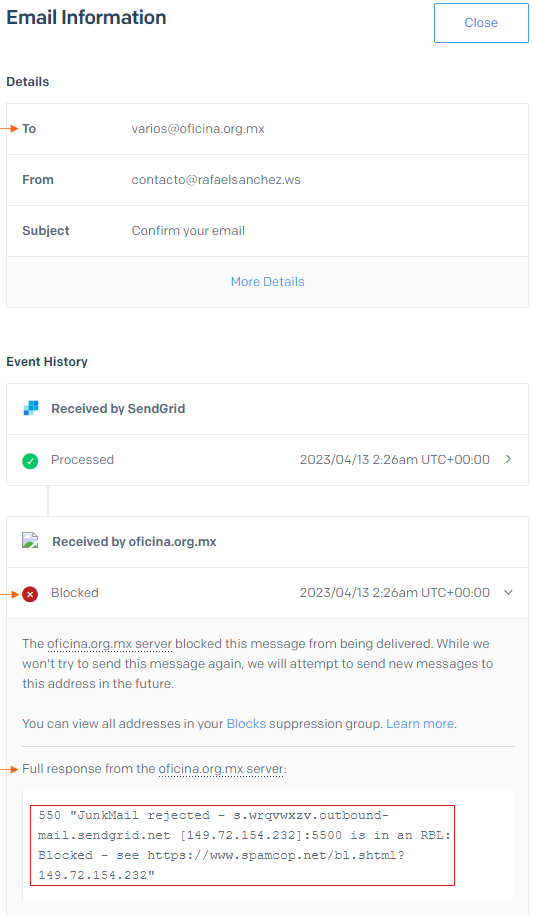 Email Information
Close
Details
To varios@oficina.org.mx
From contacto@rafaelsanchez.ws
Subject Confirm your email
More Details
Event History
Received by SendGrid
Processed 2023/04/13 2:26am UTC+00:00
Received by oficina.org.mx
Blocked 2023/04/13 2:26am UTC+00:00
The oficina.org.mx server blocked this message from being delivered. While we
won't try to send this message again, we will attempt to send new messages to
this address in the future.
You can view all addresses in your Blocks suppression group. Learn more.
Full response from the oficina.org.mx server:
550 "JunkMail rejected - s.wrqvwxzv.outbound-
mail.sendgrid.net [149.72.154.232]:5500 is in an RBL:
Blocked - see https://www.spamcop.net/bl.shtml?
149.72.154.232"